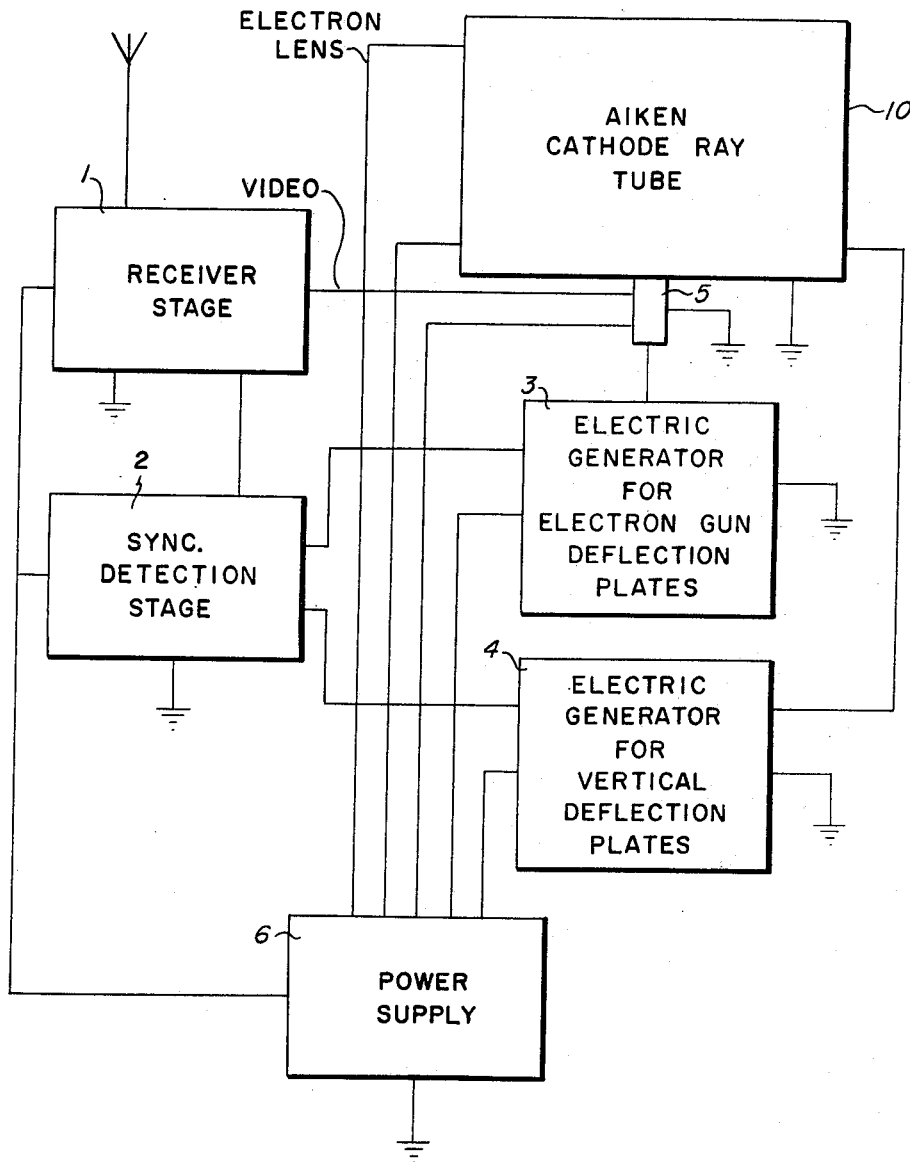 ELECTRON
LENS
AIKEN
CATHODE RAY
TUBE
10
1
VIDEO
RECEIVER
STAGE
5
3
ELECTRIC
GENERATOR
FOR
ELECTRON GUN
DEFLECTION
PLATES
2
SYNC.
DETECTION
STAGE
4
ELECTRIC
GENERATOR
FOR
VERTICAL
DEFLECTION
PLATES
6
POWER
SUPPLY